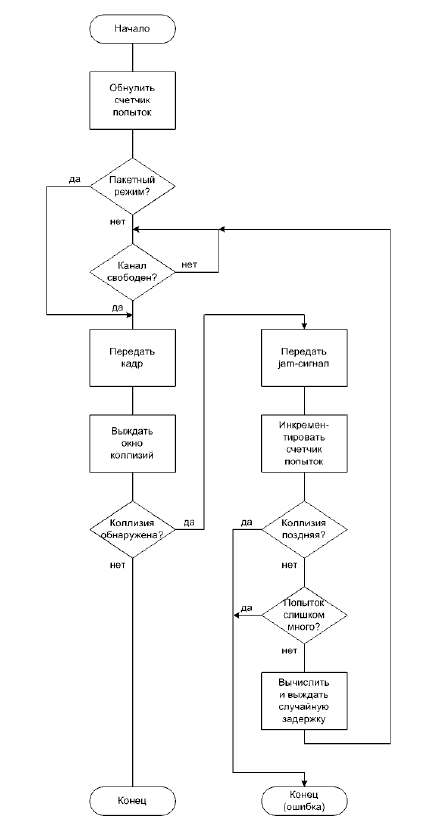 Начало
Обнулить
счетчик
попыток
да
Пакетный
режим?
нет
Канал
свободен?
нет
да
Передать
кадр
Передать
jam-сигнал
Выждать
окно
коллизий
Инкремен-
тировать
счетчик
попыток
Коллизия
обнаружена?
да
нет
да
Коллизия
поздняя?
нет
да
Попыток
слишком
много?
нет
Вычислить
и выждать
случайную
задержку
Конец
Конец
(ошибка)